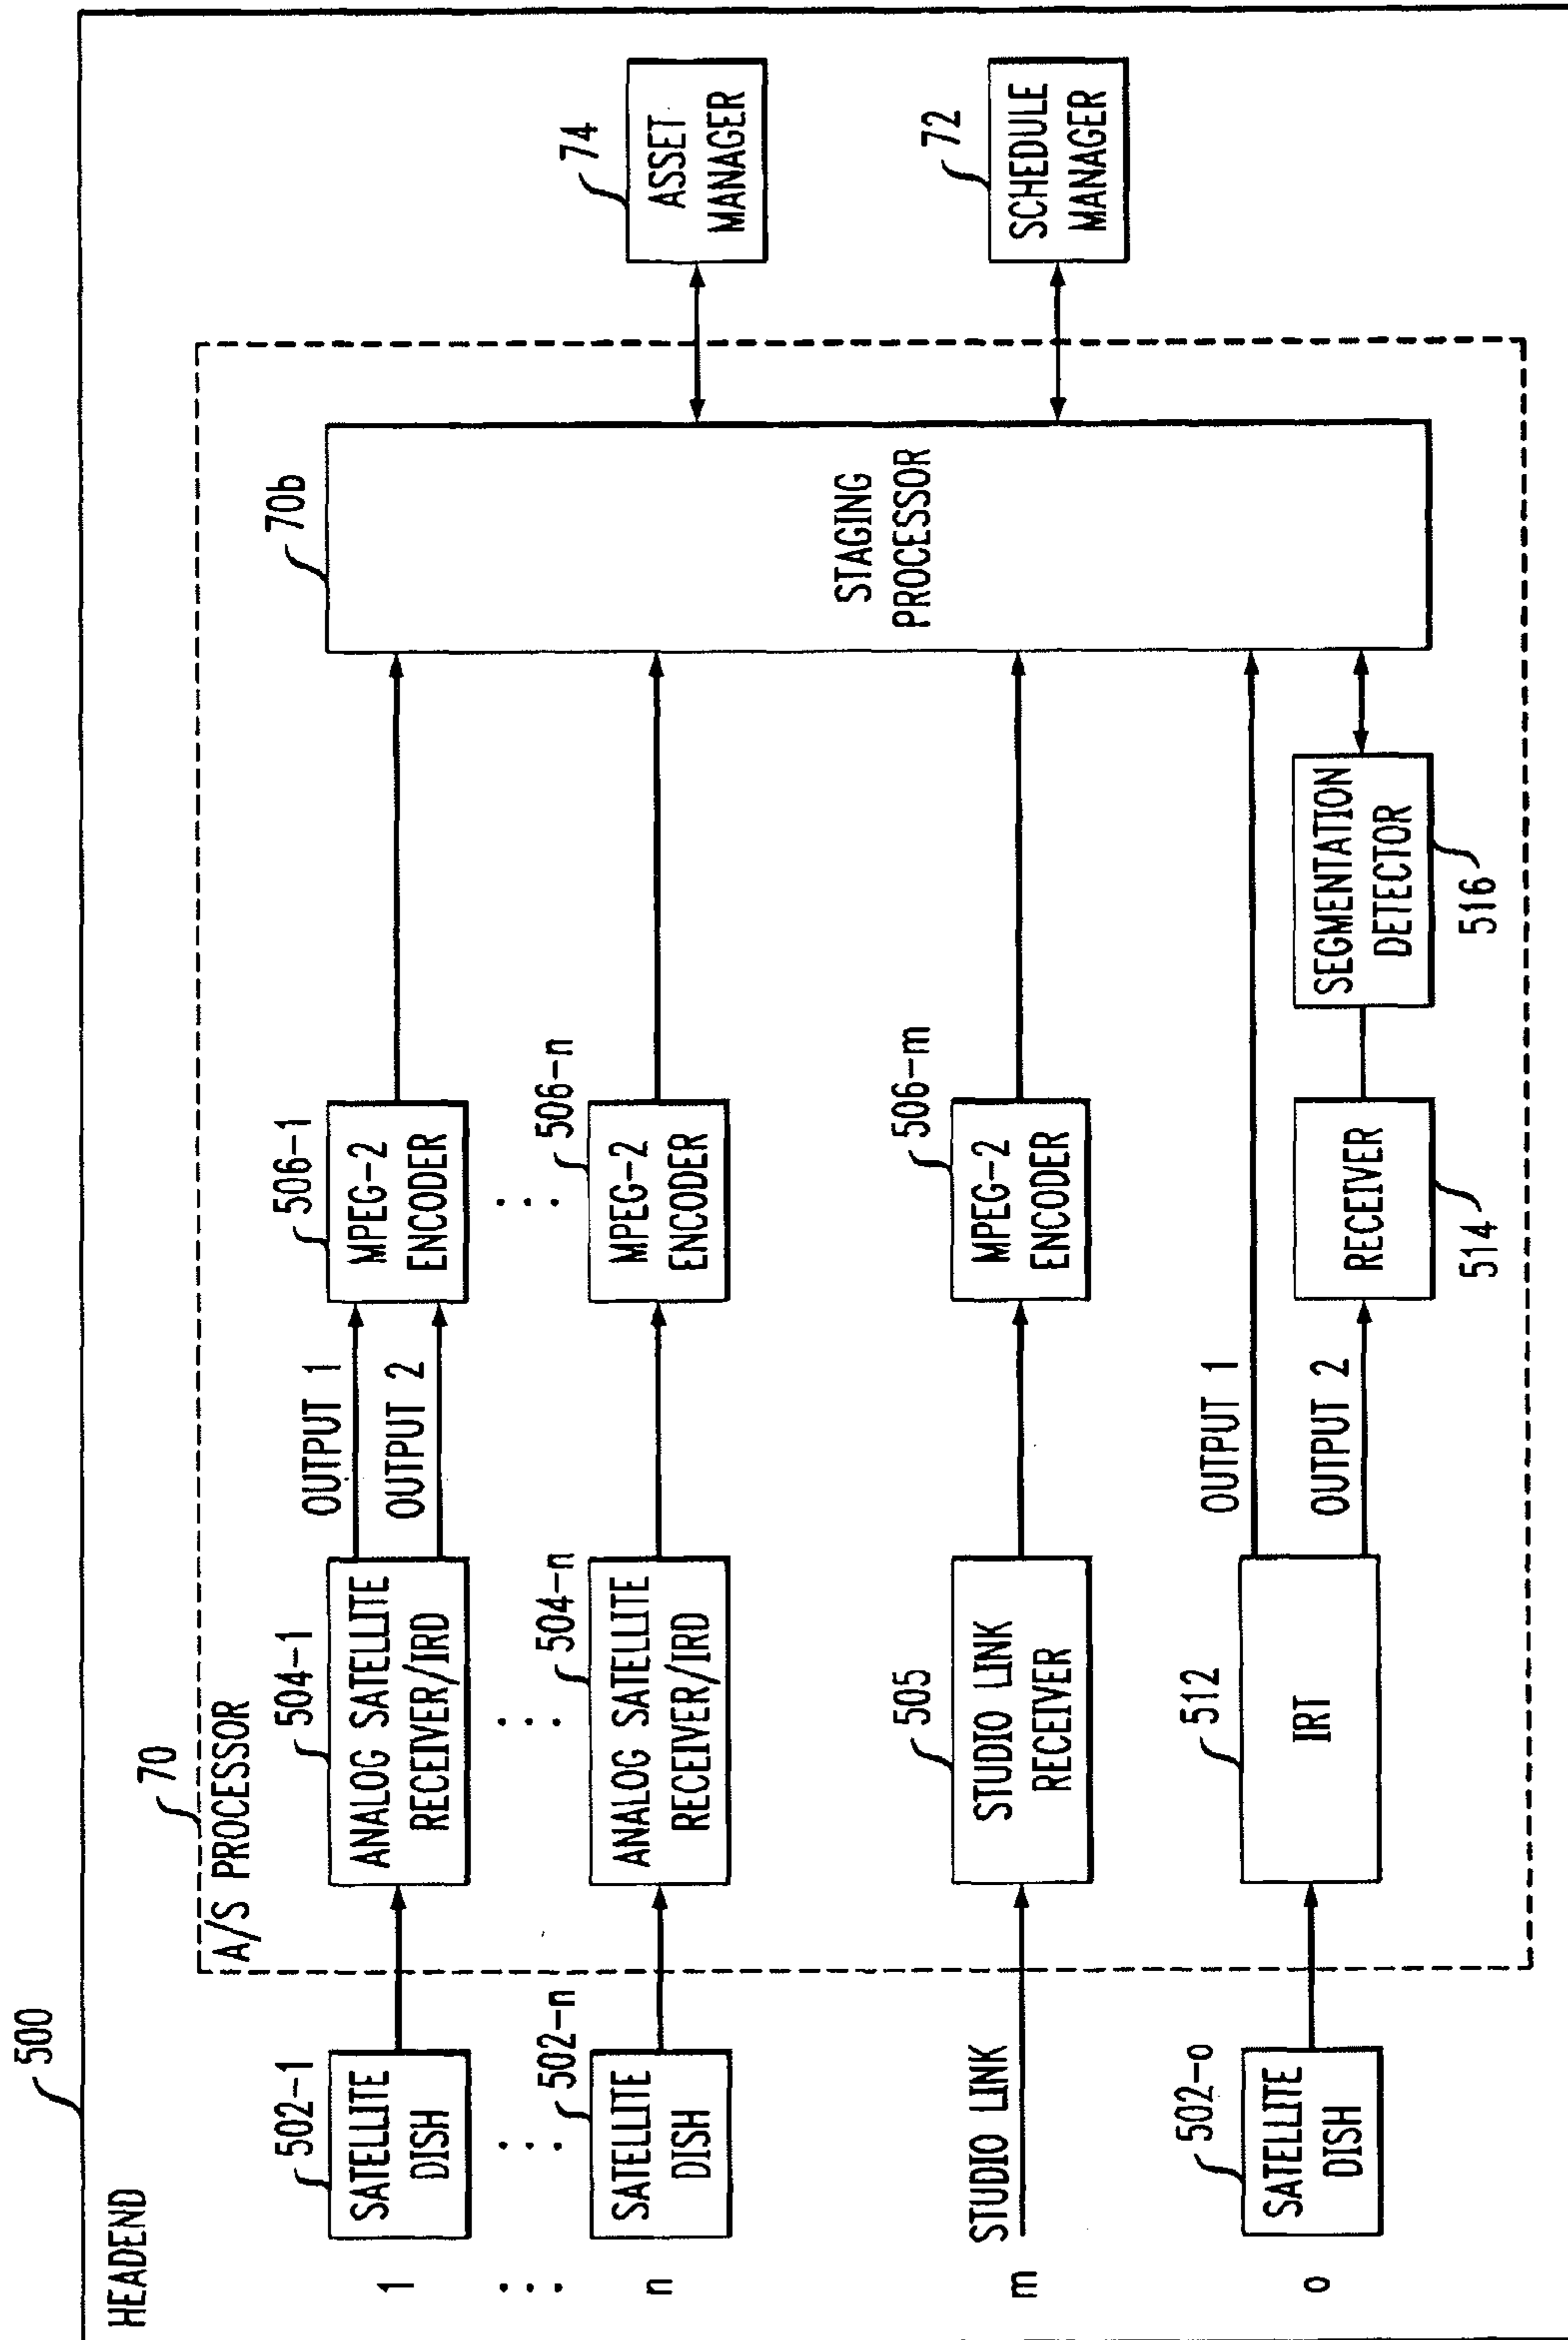 500
HEADEND
70
A/S PROCESSOR
1
502-1
SATELLITE
DISH
504-1
ANALOG SATELLITE
RECEIVER/IRD
OUTPUT 1
OUTPUT 2
506-1
MPEG-2
ENCODER
n
502-n
SATELLITE
DISH
504-n
ANALOG SATELLITE
RECEIVER/IRD
506-n
MPEG-2
ENCODER
m
STUDIO LINK
505
STUDIO LINK
RECEIVER
506-m
MPEG-2
ENCODER
o
502-o
SATELLITE
DISH
512
IRT
OUTPUT 1
OUTPUT 2
RECEIVER
514
SEGMENTATION
DETECTOR
516
70b
STAGING
PROCESSOR
74
ASSET
MANAGER
72
SCHEDULE
MANAGER